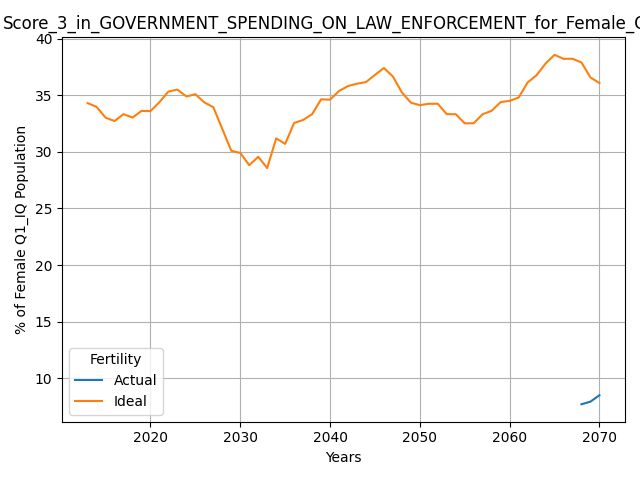 Score_3_in_GOVERNMENT_SPENDING_ON_LAW_ENFORCEMENT_for_Female_
% of Female Q1_IQ Population
40
35
30
25
20
15
10
Fertility
Actual
Ideal
2020 2030 2040 2050 2060 2070
Years